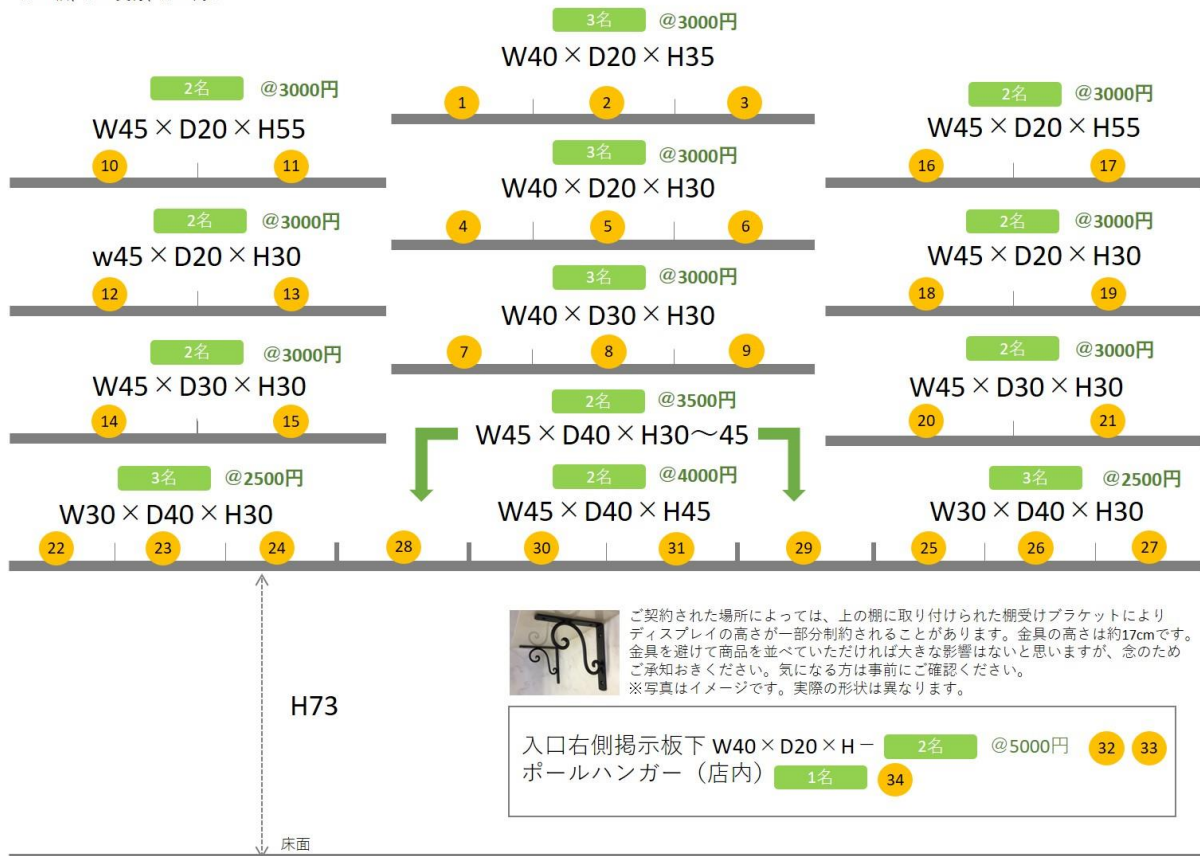 3名 @3000円
W40×D20×H35
1 2 3
2名 @3000円
W45×D20×H55
10 11
2名 @3000円
W45×D20×H55
16 17
3名 @3000円
W40×D20×H30
4 5 6
2名 @3000円
w45×D20×H30
12 13
2名 @3000円
W45×D20×H30
18 19
3名 @3000円
W40×D30×H30
7 8 9
2名 @3000円
W45×D30×H30
14 15
2名 @3000円
W45×D30×H30
20 21
2名 @3500円
W45×D40×H30～45
3名 @2500円
W30×D40×H30
2名 @4000円
W45×D40×H45
3名 @2500円
W30×D40×H30
22 23 24 28 30 31 29 25 26 27
ご契約された場所によっては、上の棚に取り付けられた棚受けブラケットにより
ディスプレイの高さが一部分制約されることがあります。金具の高さは約17cmです。
金具を避けて商品を並べていただければ大きな影響はないと思いますが、念のため
ご承知おきください。気になる方は事前にご確認ください。
※写真はイメージです。実際の形状は異なります。
H73
入口右側掲示板下 W40×D20×H－ 2名 @5000円 32 33
ポールハンガー（店内） 1名 34
床面